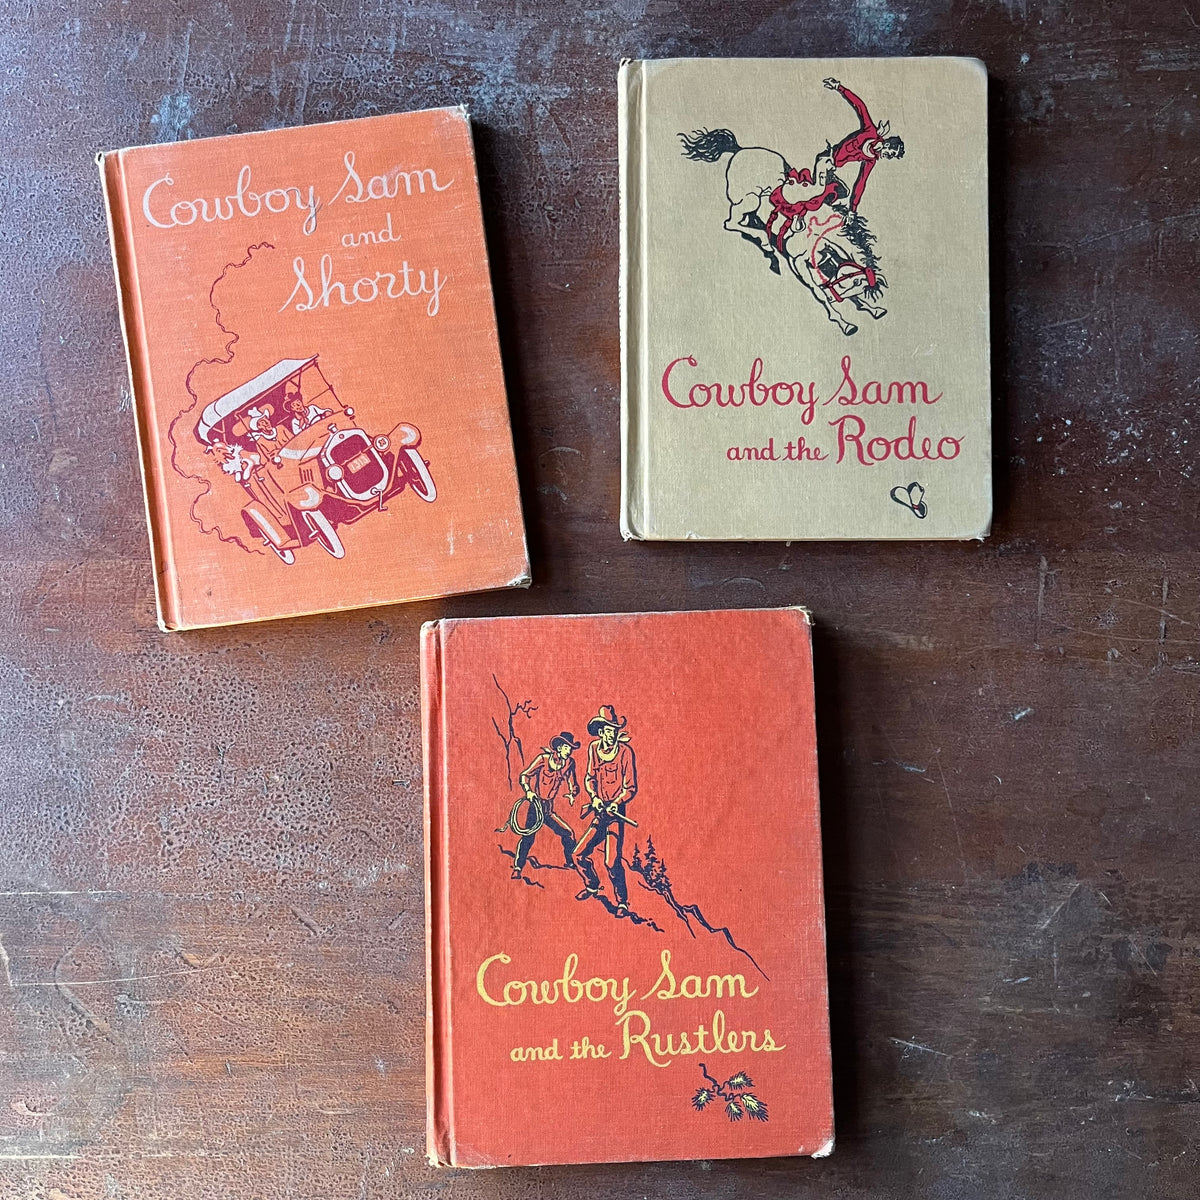 Cowboy Sam
and
Shorty
Cowboy Sam
and the Rodeo
Cowboy Sam
and the Rustlers